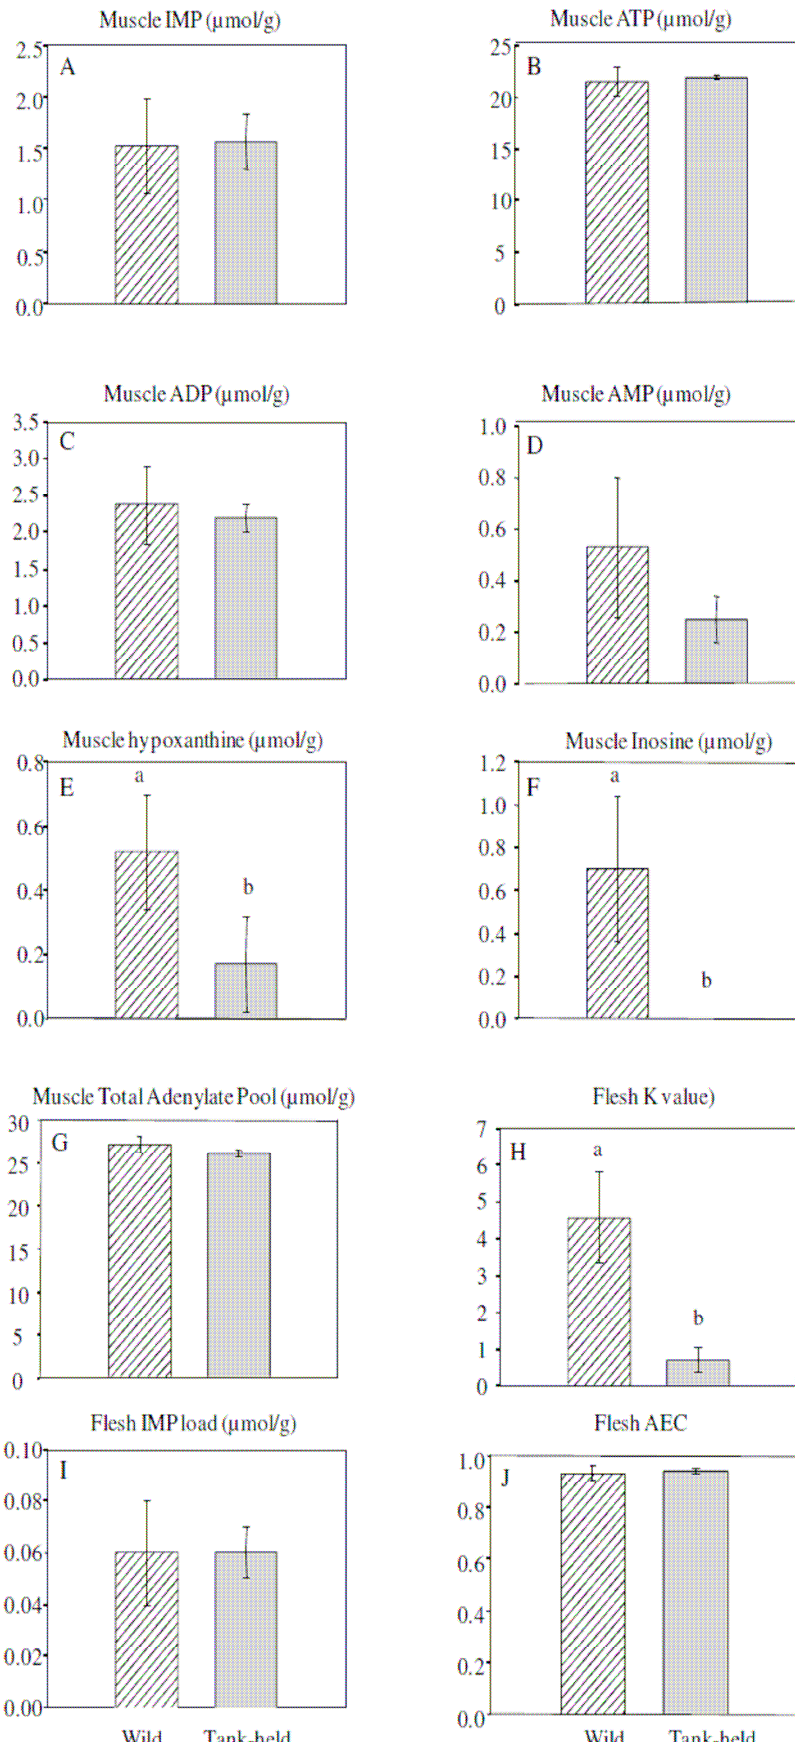 Muscle IMP (µmol/g)
2.5
A
2.0
1.5
1.0
0.5
0.0
Muscle ATP (µmol/g)
25
B
20
15
10
5
0
Muscle ADP (µmol/g)
3.5
C
3.0
2.5
2.0
1.5
1.0
0.5
0.0
Muscle AMP (µmol/g)
1.0
D
0.8
0.6
0.4
0.2
0.0
Muscle hypoxanthine (µmol/g)
0.8
a
E
0.6
0.4
b
0.2
0.0
Muscle Inosine (µmol/g)
1.2
a
F
1.0
0.8
0.6
0.4
0.2
b
0.0
Muscle Total Adenylate Pool (µmol/g)
30
G
25
20
15
10
5
0
Flesh K value)
7
H
a
6
5
4
3
2
b
1
0
Flesh IMP load (µmol/g)
0.10
I
0.08
0.06
0.04
0.02
0.00
Wild Tank-held
Flesh AEC
1.0
J
0.8
0.6
0.4
0.2
0.0
Wild Tank-held